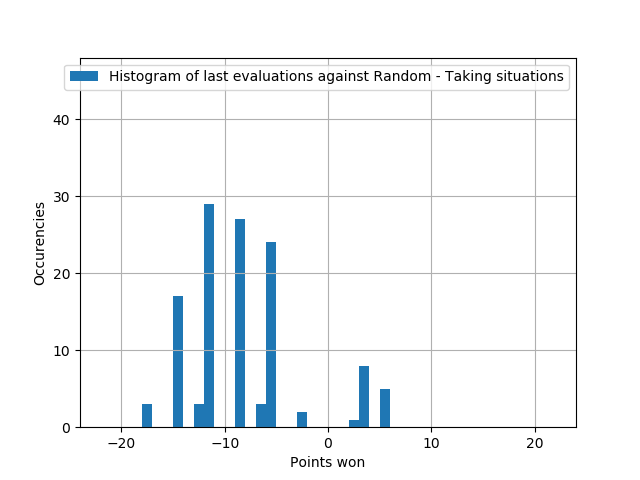 Histogram of last evaluations against Random - Taking situations
40
30
20
10
0
Occurencies
−20 −10 0 10 20
Points won